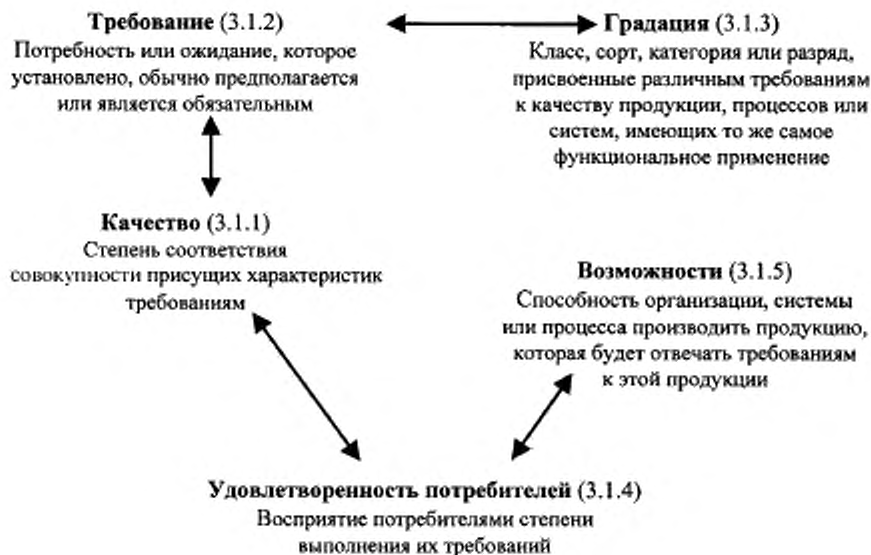 Требование (3.1.2)
Потребность или ожидание, которое
установлено, обычно предполагается
или является обязательным
Градация (3.1.3)
Класс, сорт, категория или разряд,
присвоенные различным требованиям
к качеству продукции, процессов или
систем, имеющих то же самое
функциональное применение
Качество (3.1.1)
Степень соответствия
совокупности присущих характеристик
требованиям
Возможности (3.1.5)
Способность организации, системы
или процесса производить продукцию,
которая будет отвечать требованиям
к этой продукции
Удовлетворенность потребителей (3.1.4)
Восприятие потребителями степени
выполнения их требований